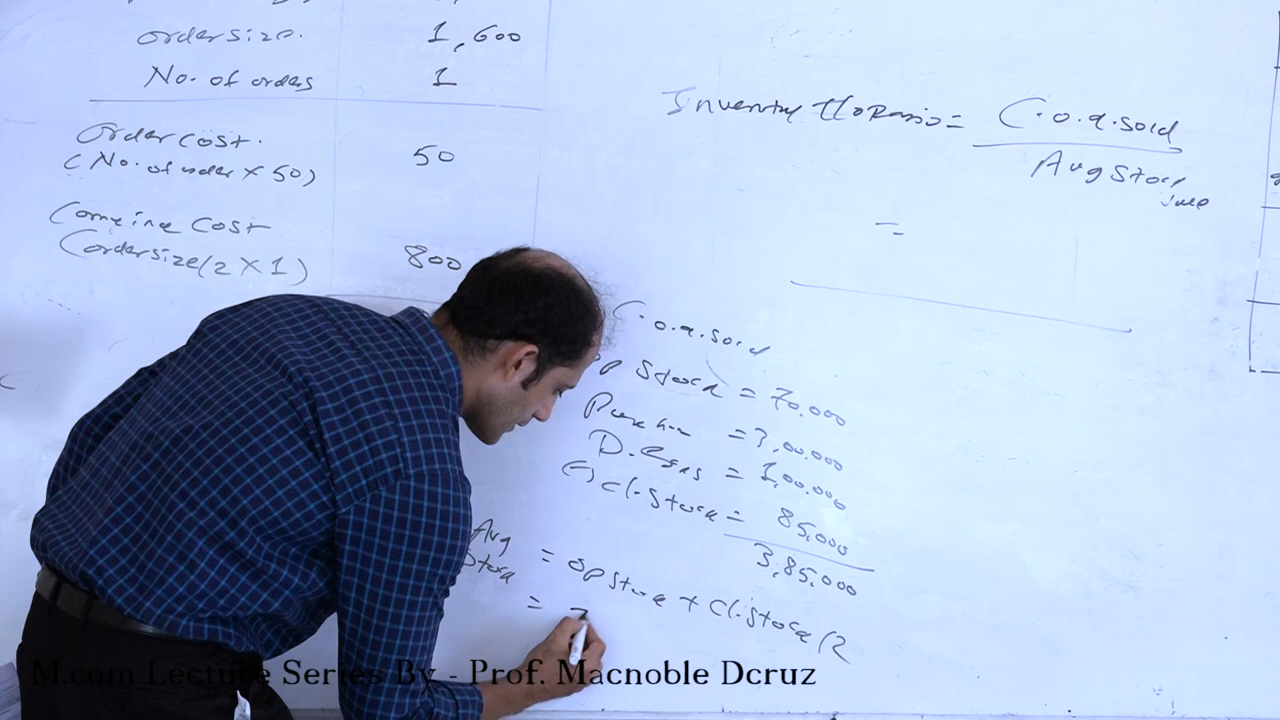 order size. 1,600
No. of orders 1
Order cost. 50
(No. of order x 50)
Carrying Cost
(order size/2 x 1) 800
Inventory T/o Ratio = C.o.g.sold
Avg Stock
=
C.o.g.sold
op Stock = 70,000
Purchase = 3,00,000
D. Exps = 1,00,000
(-) Cl. Stock = 85,000
3,85,000
Avg
Stock = op stock + Cl. stock/2
= 7
M.com Lecture Series By - Prof. Macnoble Dcruz